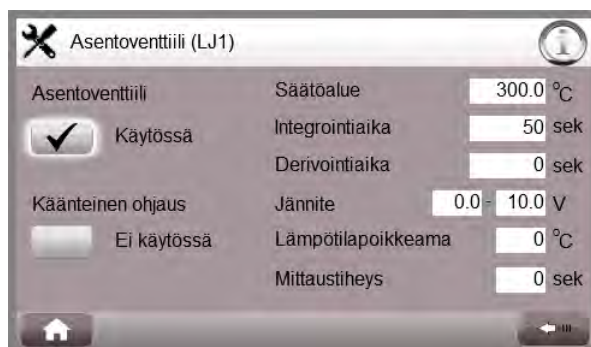 Asentoventtiili (LJ1)
Asentoventtiili
Käytössä
Käänteinen ohjaus
Ei käytössä
Säätöalue 300.0 °C
Integrointiaika 50 sek
Derivointiaika 0 sek
Jännite 0.0 - 10.0 V
Lämpötilapoikkeama 0 °C
Mittaustiheys 0 sek